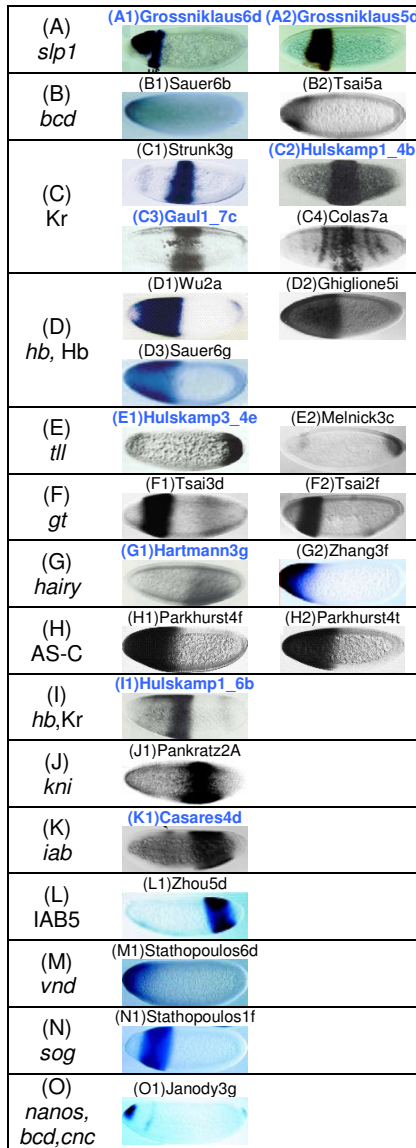 (A)
slp1
(A1)Grossniklaus6d (A2)Grossniklaus5d
(B)
bcd
(B1)Sauer6b (B2)Tsai5a
(C)
Kr
(C1)Strunk3g (C2)Hulskamp1_4b
(C3)Gaul1_7c (C4)Colas7a
(D)
hb, Hb
(D1)Wu2a (D2)Ghiglione5i
(D3)Sauer6g
(E)
tll
(E1)Hulskamp3_4e (E2)Melnick3c
(F)
gt
(F1)Tsai3d (F2)Tsai2f
(G)
hairy
(G1)Hartmann3g (G2)Zhang3f
(H)
AS-C
(H1)Parkhurst4f (H2)Parkhurst4t
(I)
hb,Kr
(I1)Hulskamp1_6b
(J)
kni
(J1)Pankratz2A
(K)
iab
(K1)Casares4d
(L)
IAB5
(L1)Zhou5d
(M)
vnd
(M1)Stathopoulos6d
(N)
sog
(N1)Stathopoulos1f
(O)
nanos,
bcd,cnc
(O1)Janody3g